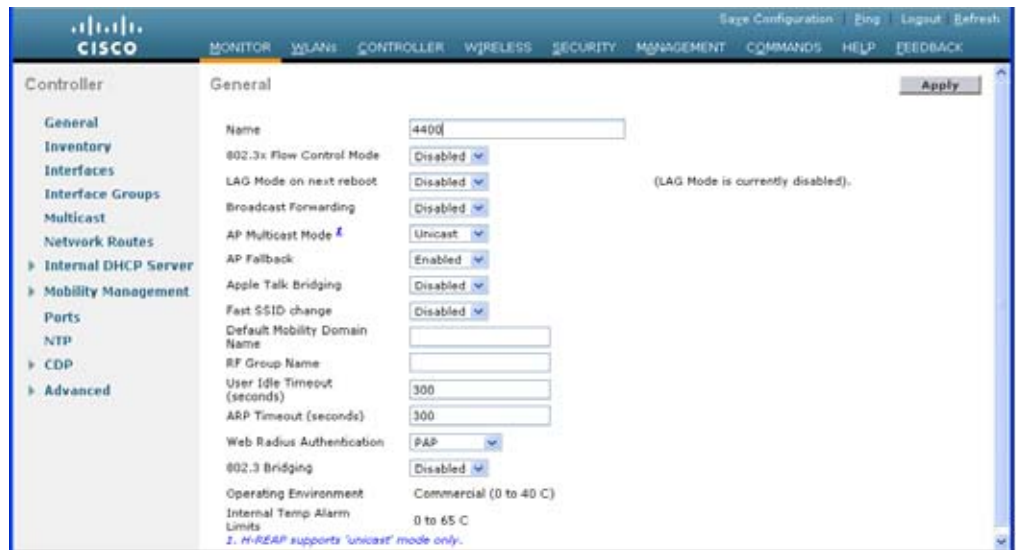 Save Configuration Ping Logout Refresh
CISCO
MONITOR WLANs CONTROLLER WIRELESS SECURITY MANAGEMENT COMMANDS HELP FEEDBACK
Controller
General
Inventory
Interfaces
Interface Groups
Multicast
Network Routes
Internal DHCP Server
Mobility Management
Ports
NTP
CDP
Advanced
General
Apply
Name 4400
802.3x Flow Control Mode Disabled
LAG Mode on next reboot Disabled (LAG Mode is currently disabled).
Broadcast Forwarding Disabled
AP Multicast Mode 1 Unicast
AP Fallback Enabled
Apple Talk Bridging Disabled
Fast SSID change Disabled
Default Mobility Domain
Name
RF Group Name
User Idle Timeout
(seconds) 300
ARP Timeout (seconds) 300
Web Radius Authentication PAP
802.3 Bridging Disabled
Operating Environment Commercial (0 to 40 C)
Internal Temp Alarm
Limits 0 to 65 C
1. H-REAP supports 'unicast' mode only.